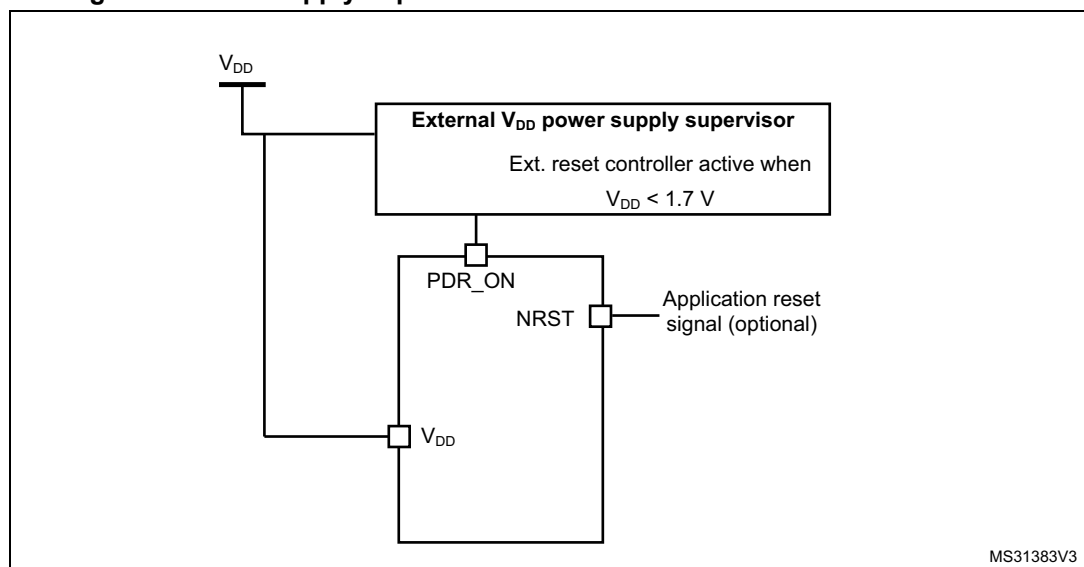 V_DD
External V_DD power supply supervisor
Ext. reset controller active when
V_DD < 1.7 V
PDR_ON
NRST
Application reset
signal (optional)
V_DD
MS31383V3